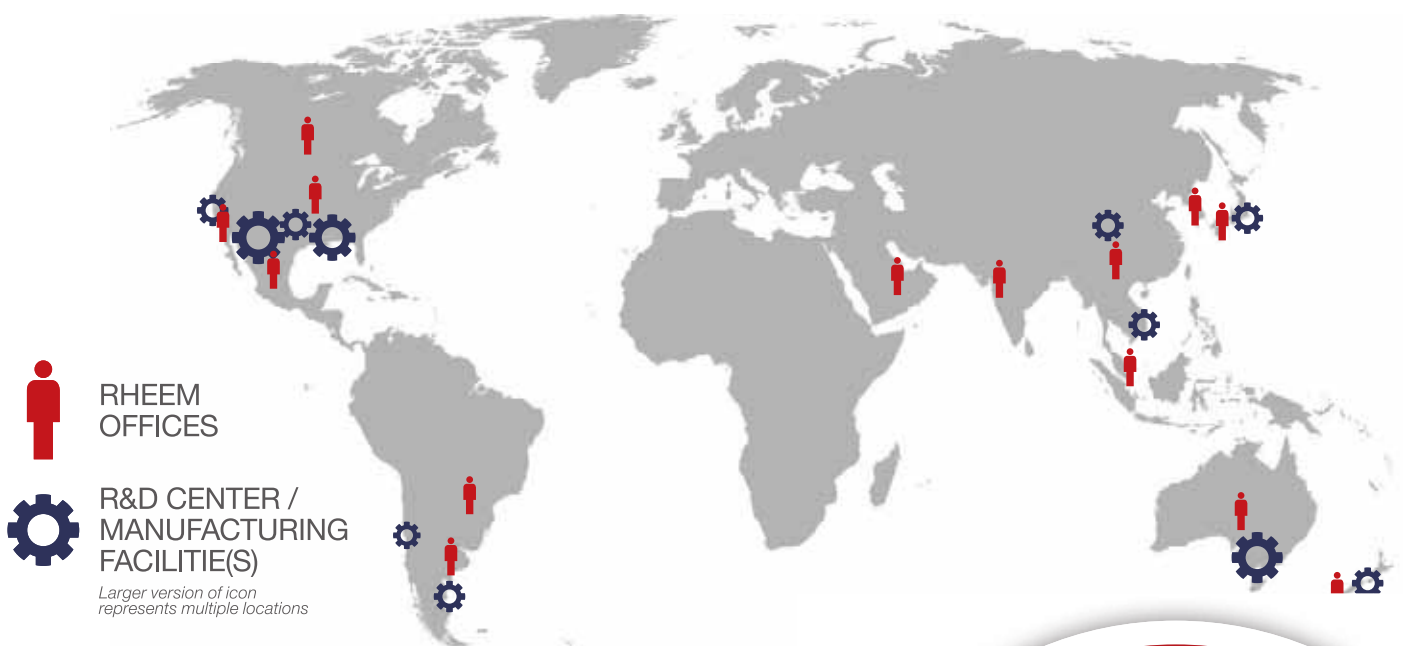 RHEEM
OFFICES
R&D CENTER /
MANUFACTURING
FACILITIE(S)
Larger version of icon
represents multiple locations